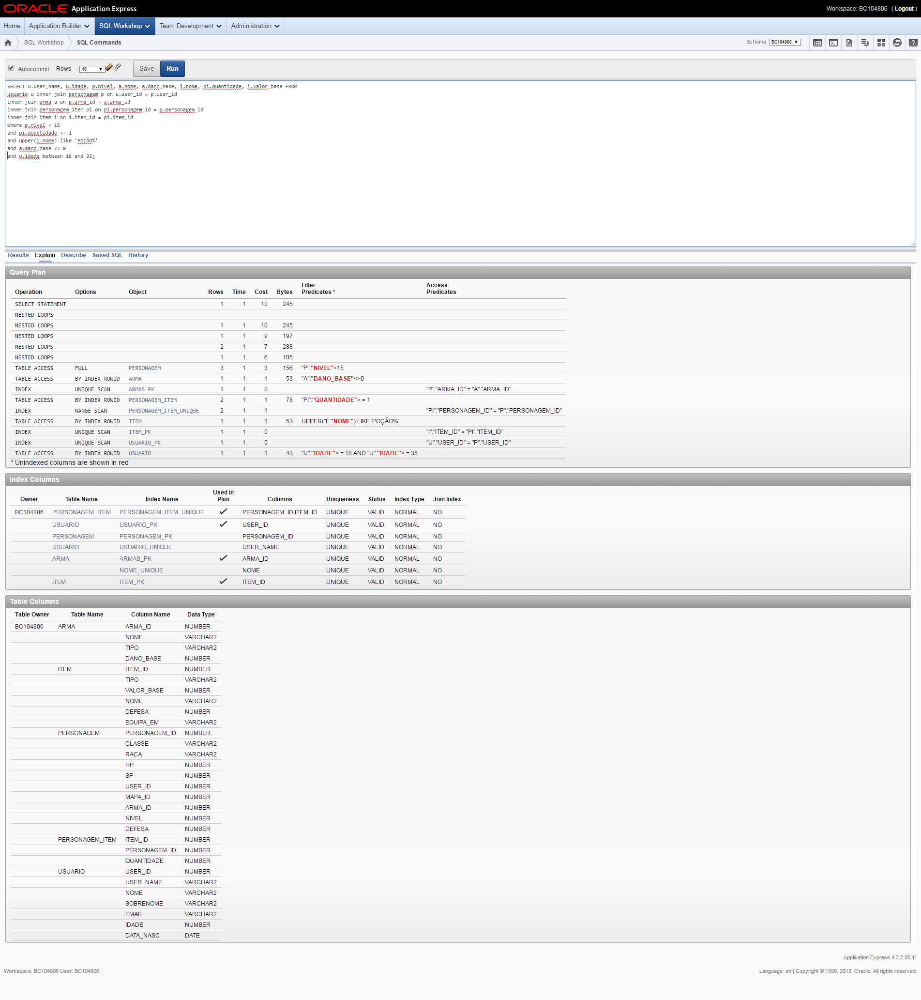 ORACLE Application Express Workspace: BC104806 ( Logout )
Home Application Builder SQL Workshop Team Development Administration
SQL Workshop SQL Commands Schema BC104806
Autocommit Rows 10 Save Run
SELECT u.user_name, u.idade, p.nivel, a.nome, a.dano_base, i.nome, pi.quantidade, i.valor_base FROM
usuario u inner join personagem p on u.user_id = p.user_id
inner join arma a on p.arma_id = a.arma_id
inner join personagem_item pi on pi.personagem_id = p.personagem_id
inner join item i on i.item_id = pi.item_id
where p.nivel < 15
and pi.quantidade >= 1
and upper(i.nome) like 'POÇÃO%'
and a.dano_base <> 0
and u.idade between 18 and 35;
Results Explain Describe Saved SQL History
Query Plan
Operation Options Object Rows Time Cost Bytes Filter Predicates * Access Predicates
SELECT STATEMENT 1 1 10 245
NESTED LOOPS
NESTED LOOPS 1 1 10 245
NESTED LOOPS 1 1 9 197
NESTED LOOPS 2 1 7 288
NESTED LOOPS 1 1 6 105
TABLE ACCESS FULL PERSONAGEM 3 1 3 156 "P"."NIVEL"<15
TABLE ACCESS BY INDEX ROWID ARMA 1 1 1 53 "A"."DANO_BASE"<>0
INDEX UNIQUE SCAN ARMAS_PK 1 1 0 "P"."ARMA_ID" = "A"."ARMA_ID"
TABLE ACCESS BY INDEX ROWID PERSONAGEM_ITEM 2 1 1 78 "PI"."QUANTIDADE"> = 1
INDEX RANGE SCAN PERSONAGEM_ITEM_UNIQUE 2 1 1 "PI"."PERSONAGEM_ID" = "P"."PERSONAGEM_ID"
TABLE ACCESS BY INDEX ROWID ITEM 1 1 1 53 UPPER("I"."NOME") LIKE 'POÇÃO%'
INDEX UNIQUE SCAN ITEM_PK 1 1 0 "I"."ITEM_ID" = "PI"."ITEM_ID"
INDEX UNIQUE SCAN USUARIO_PK 1 1 0 "U"."USER_ID" = "P"."USER_ID"
TABLE ACCESS BY INDEX ROWID USUARIO 1 1 1 48 "U"."IDADE"> = 18 AND "U"."IDADE"< = 35
* Unindexed columns are shown in red
Index Columns
Owner Table Name Index Name Used in Plan Columns Uniqueness Status Index Type Join Index
BC104806 PERSONAGEM_ITEM PERSONAGEM_ITEM_UNIQUE ✓ PERSONAGEM_ID,ITEM_ID UNIQUE VALID NORMAL NO
USUARIO USUARIO_PK ✓ USER_ID UNIQUE VALID NORMAL NO
PERSONAGEM PERSONAGEM_PK PERSONAGEM_ID UNIQUE VALID NORMAL NO
USUARIO USUARIO_UNIQUE USER_NAME UNIQUE VALID NORMAL NO
ARMA ARMAS_PK ✓ ARMA_ID UNIQUE VALID NORMAL NO
NOME_UNIQUE NOME UNIQUE VALID NORMAL NO
ITEM ITEM_PK ✓ ITEM_ID UNIQUE VALID NORMAL NO
Table Columns
Table Owner Table Name Column Name Data Type
BC104806 ARMA ARMA_ID NUMBER
NOME VARCHAR2
TIPO VARCHAR2
DANO_BASE NUMBER
ITEM ITEM_ID NUMBER
TIPO VARCHAR2
VALOR_BASE NUMBER
NOME VARCHAR2
DEFESA NUMBER
EQUIPA_EM VARCHAR2
PERSONAGEM PERSONAGEM_ID NUMBER
CLASSE VARCHAR2
RACA VARCHAR2
HP NUMBER
SP NUMBER
USER_ID NUMBER
MAPA_ID NUMBER
ARMA_ID NUMBER
NIVEL NUMBER
DEFESA NUMBER
PERSONAGEM_ITEM ITEM_ID NUMBER
PERSONAGEM_ID NUMBER
QUANTIDADE NUMBER
USUARIO USER_ID NUMBER
USER_NAME VARCHAR2
NOME VARCHAR2
SOBRENOME VARCHAR2
EMAIL VARCHAR2
IDADE NUMBER
DATA_NASC DATE
Application Express 4.2.2.00.11
Workspace: BC104806 User: BC104806 Language: en | Copyright © 1999, 2013, Oracle. All rights reserved.